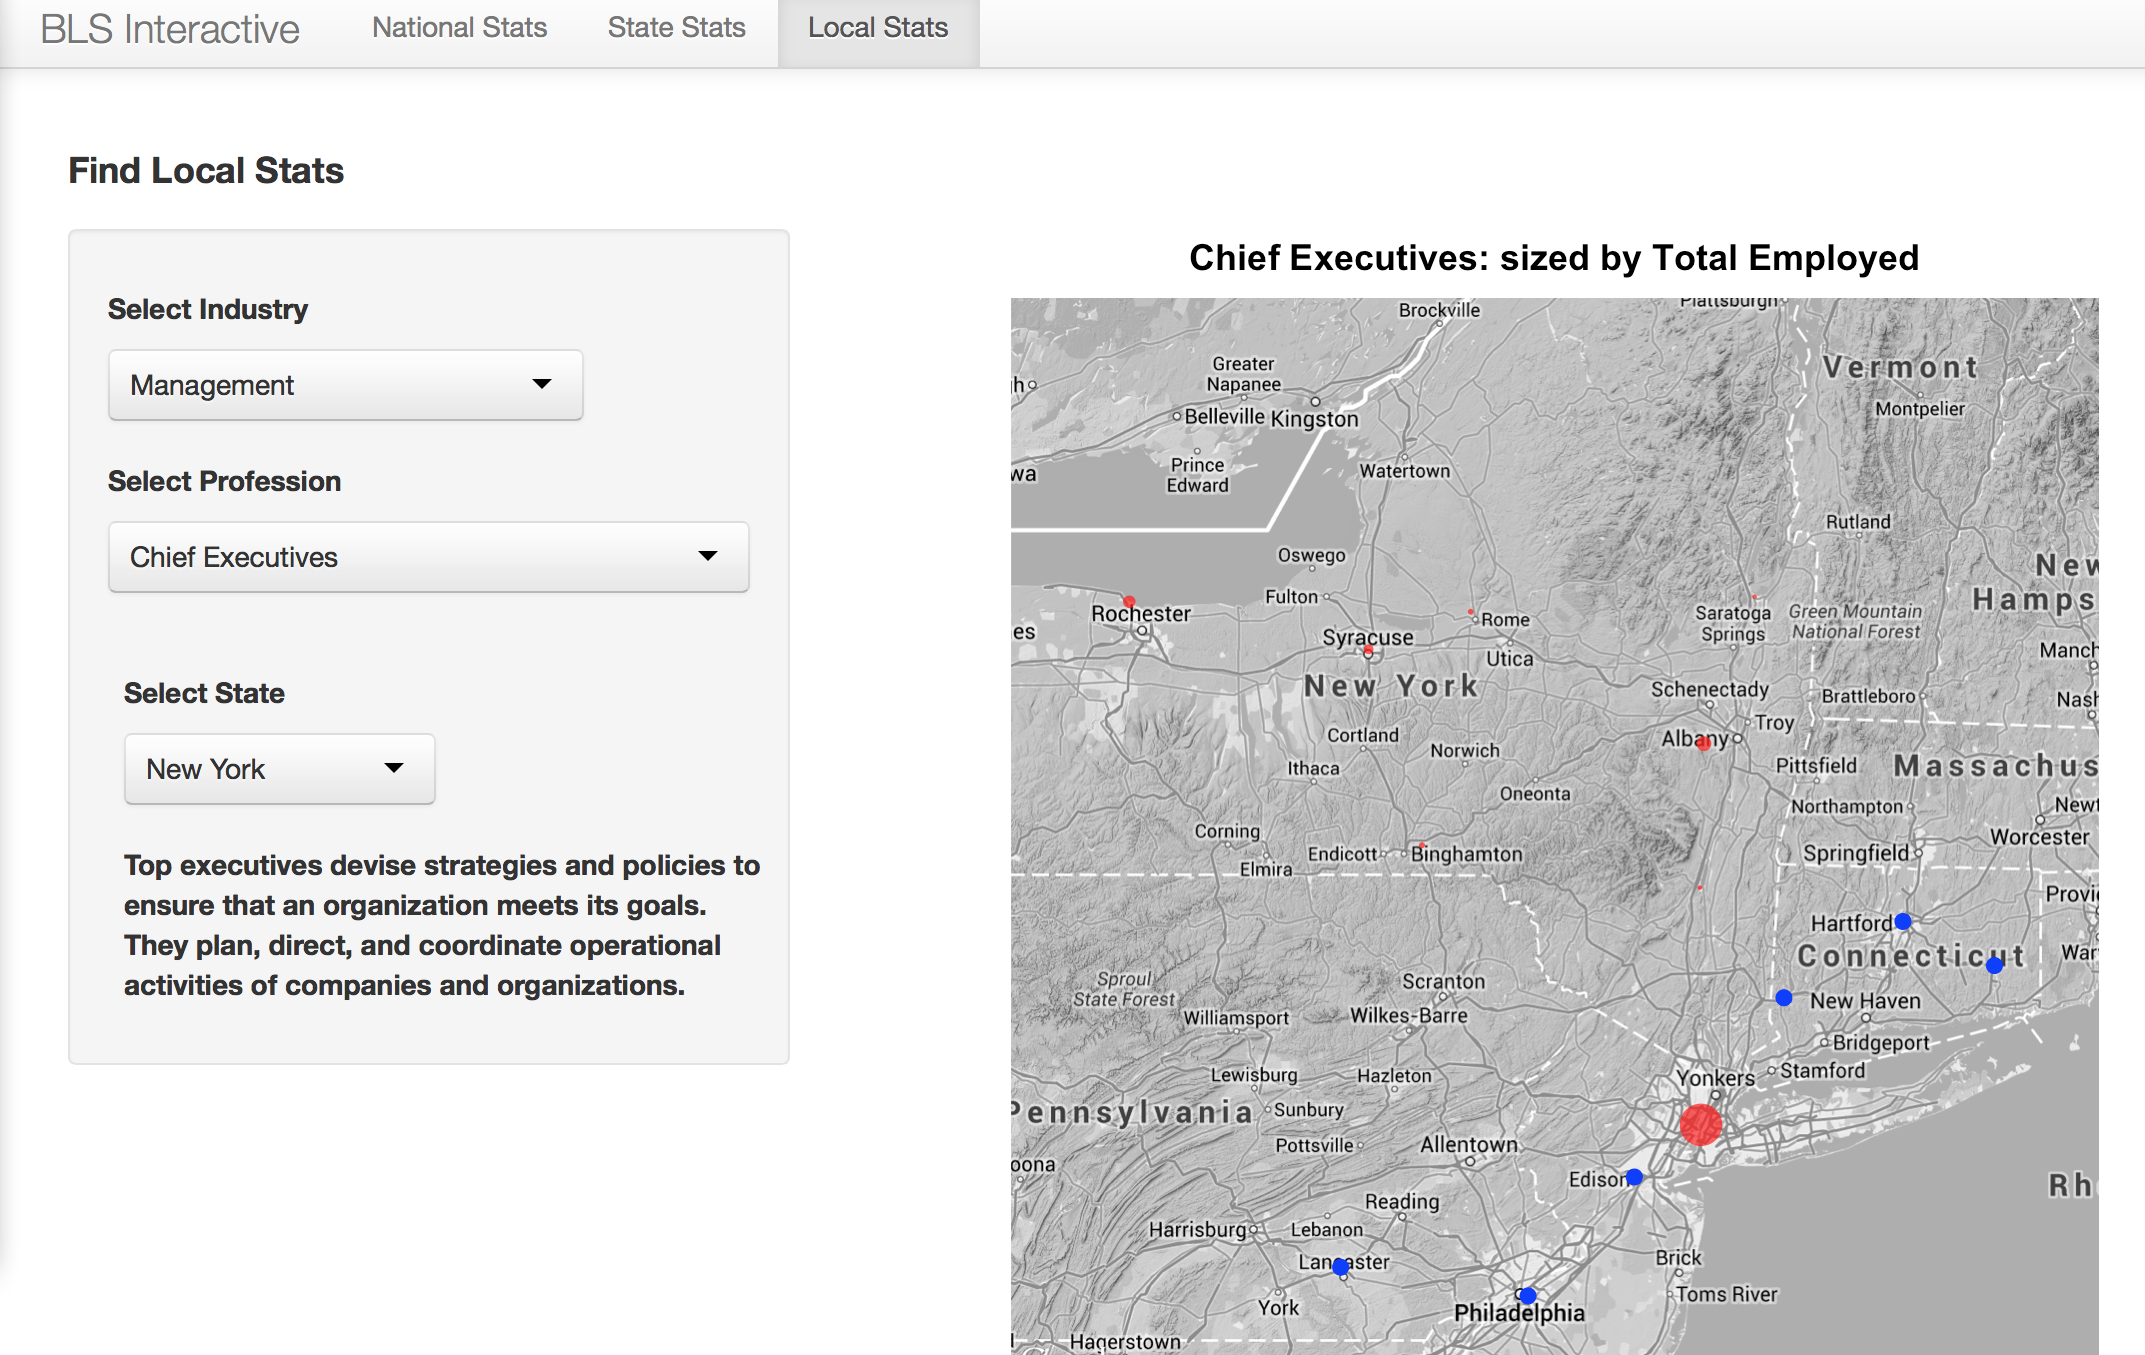 BLS Interactive
National Stats
State Stats
Local Stats
Find Local Stats
Select Industry
Management
Select Profession
Chief Executives
Select State
New York
Top executives devise strategies and policies to
ensure that an organization meets its goals.
They plan, direct, and coordinate operational
activities of companies and organizations.
Chief Executives: sized by Total Employed
Brockville
Plattsburgh
Greater
Napanee
Vermont
Montpelier
Belleville
Kingston
Prince
Edward
Watertown
Rutland
Oswego
New
Hamps
Fulton
Rochester
Rome
Saratoga
Springs
Green Mountain
National Forest
es
wa
h
Syracuse
Utica
Manch
New York
Schenectady
Brattleboro
Nash
Troy
Cortland
Norwich
Albany
Ithaca
Pittsfield
Massachus
Oneonta
Northampton
Newt
Corning
Worcester
Endicott
Binghamton
Springfield
Elmira
Provi
Hartford
Connecticut
War
Sproul
State Forest
Scranton
New Haven
Williamsport
Wilkes-Barre
Bridgeport
Lewisburg
Hazleton
Yonkers
Stamford
Pennsylvania
Sunbury
Pottsville
Allentown
oona
Edison
Rh
Reading
Harrisburg
Lebanon
Lancaster
Brick
York
Toms River
Philadelphia
Hagerstown